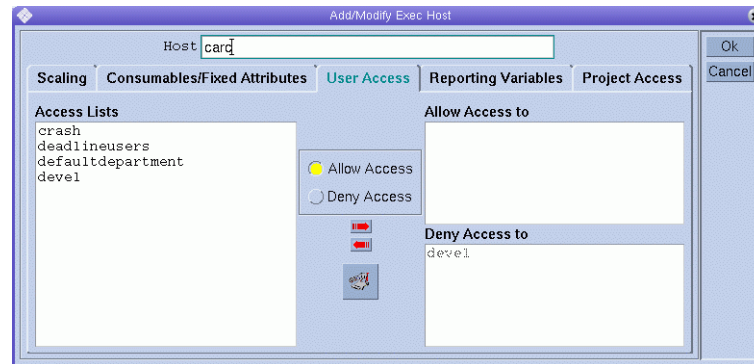 Add/Modify Exec Host
Host carc
Ok
Cancel
Scaling Consumables/Fixed Attributes User Access Reporting Variables Project Access
Access Lists
crash
deadlineusers
defaultdepartment
devel
Allow Access
Deny Access
Allow Access to
Deny Access to
devel